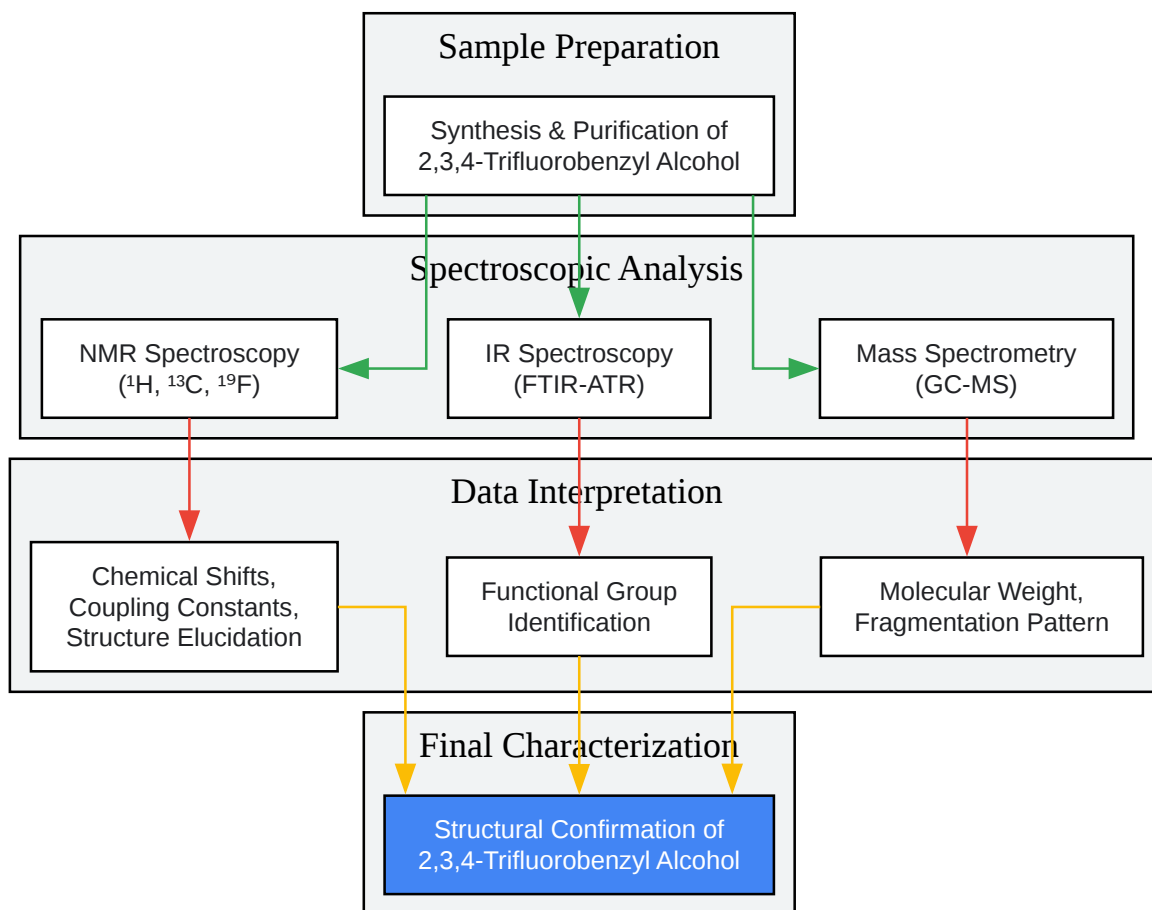 Sample Preparation
Synthesis & Purification of
2,3,4-Trifluorobenzyl Alcohol
Spectroscopic Analysis
NMR Spectroscopy
(¹H, ¹³C, ¹⁹F)
IR Spectroscopy
(FTIR-ATR)
Mass Spectrometry
(GC-MS)
Data Interpretation
Chemical Shifts,
Coupling Constants,
Structure Elucidation
Functional Group
Identification
Molecular Weight,
Fragmentation Pattern
Final Characterization
Structural Confirmation of
2,3,4-Trifluorobenzyl Alcohol